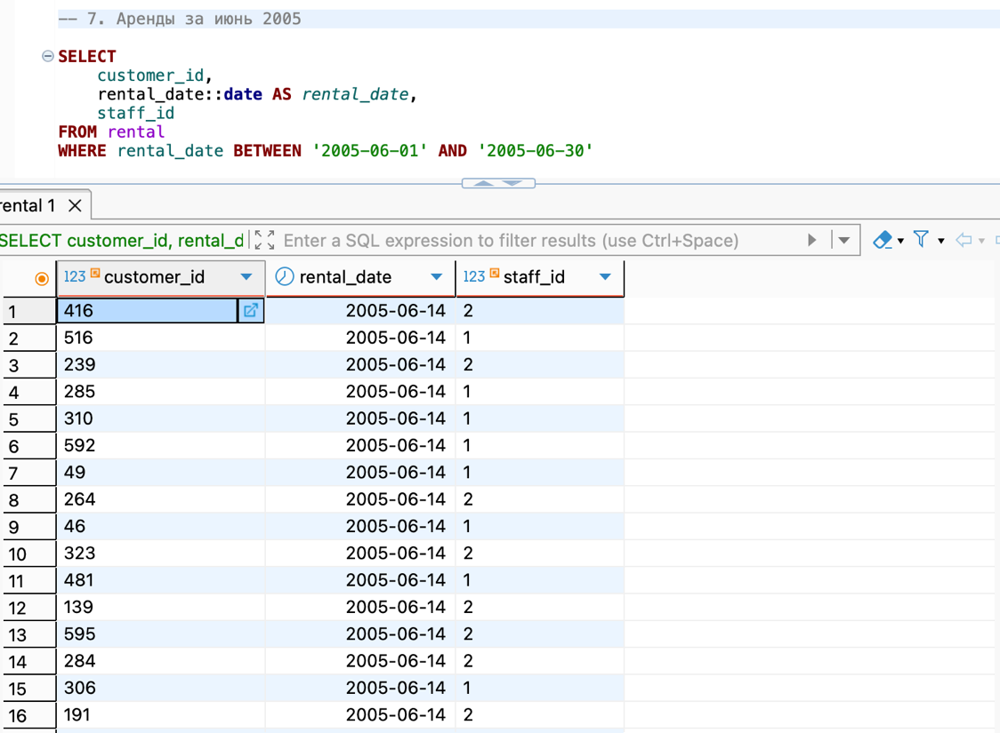 -- 7. Аренды за июнь 2005
SELECT
customer_id,
rental_date::date AS rental_date,
staff_id
FROM rental
WHERE rental_date BETWEEN '2005-06-01' AND '2005-06-30'
rental 1
SELECT customer_id, rental_d Enter a SQL expression to filter results (use Ctrl+Space)
123 customer_id rental_date 123 staff_id
1 416 2005-06-14 2
2 516 2005-06-14 1
3 239 2005-06-14 2
4 285 2005-06-14 1
5 310 2005-06-14 1
6 592 2005-06-14 1
7 49 2005-06-14 1
8 264 2005-06-14 2
9 46 2005-06-14 1
10 323 2005-06-14 2
11 481 2005-06-14 1
12 139 2005-06-14 2
13 595 2005-06-14 2
14 284 2005-06-14 2
15 306 2005-06-14 1
16 191 2005-06-14 2